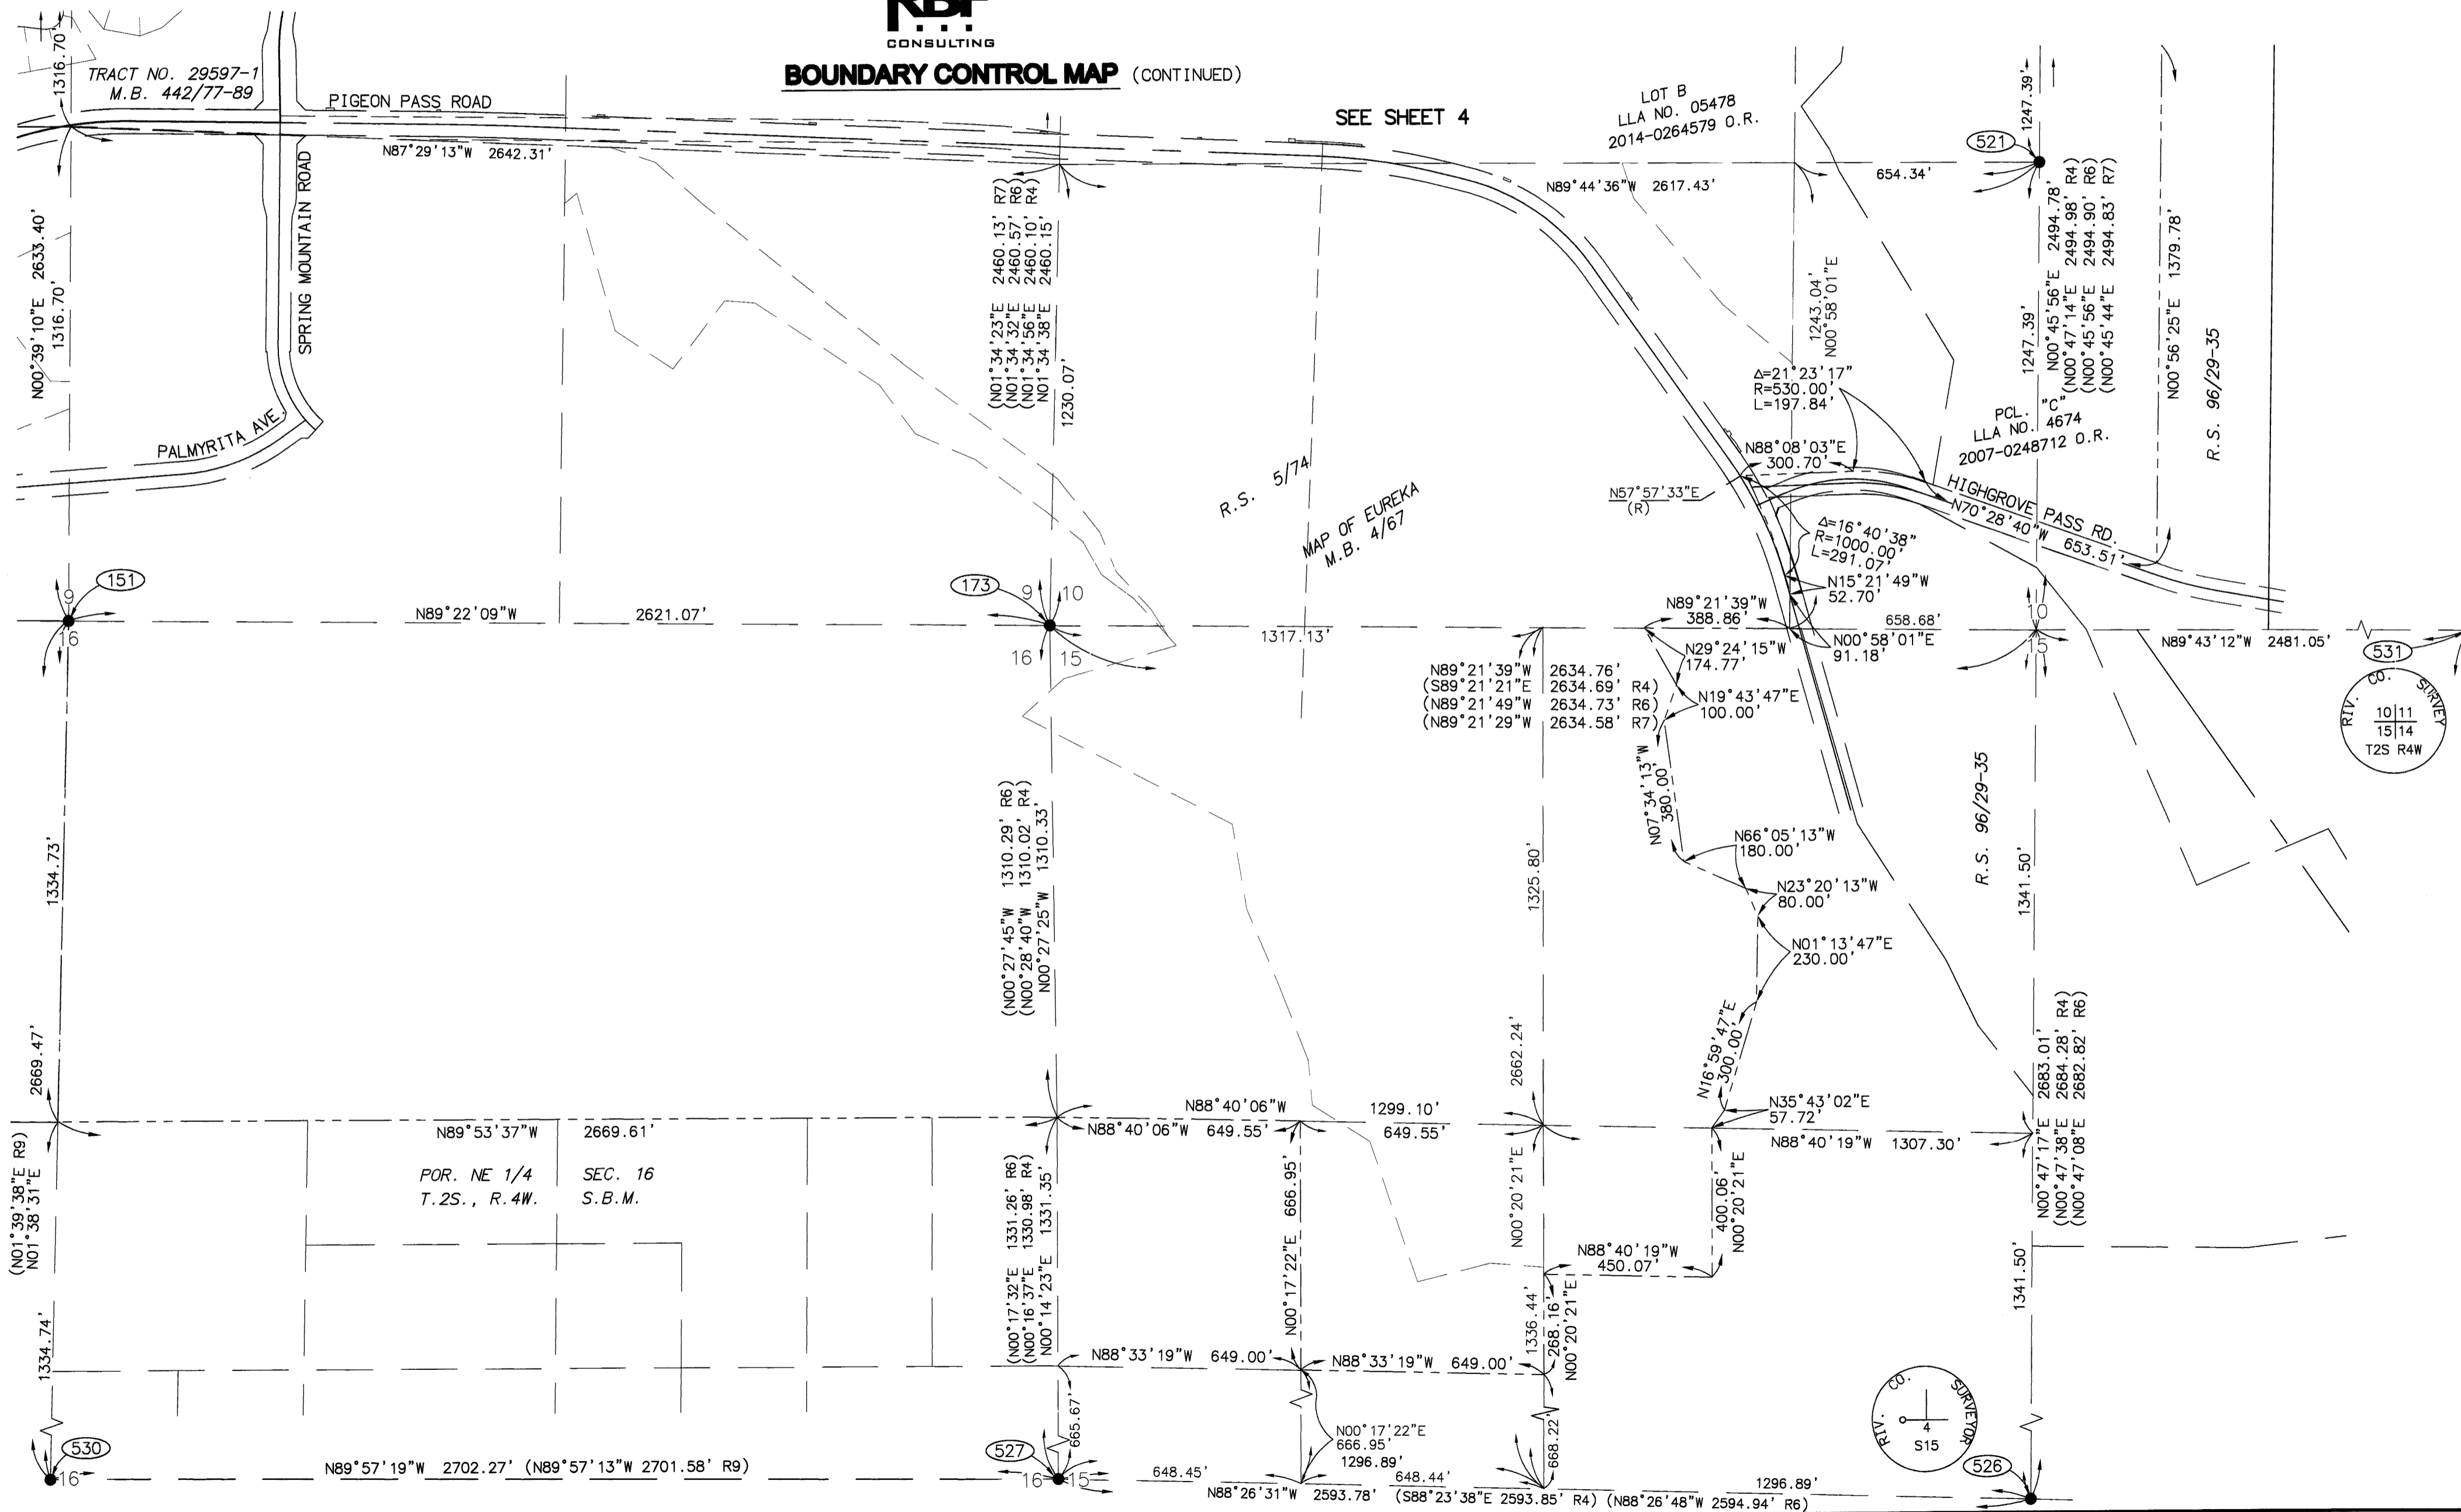 RBF
CONSULTING
BOUNDARY CONTROL MAP (CONTINUED)
SEE SHEET 4
TRACT NO. 29597-1
M.B. 442/77-89
1316.70'
PIGEON PASS ROAD
N87°29'13"W 2642.31'
SPRING MOUNTAIN ROAD
N00°39'10"E 2633.40'
1316.70'
PALMYRITA AVE.
(N01°34'23"E 2460.13' R7)
(N01°34'32"E 2460.57' R6)
(N01°34'56"E 2460.10' R4)
N01°34'38"E 2460.15'
1230.07'
LOT B
LLA NO. 05478
2014-0264579 O.R.
521
1247.39'
N89°44'36"W 2617.43'
654.34'
1243.04'
N00°58'01"E
1247.39'
N00°45'56"E 2494.78'
(N00°47'14"E 2494.98' R4)
(N00°45'56"E 2494.90' R6)
(N00°45'44"E 2494.83' R7)
N00°56'25"E 1379.78'
R.S. 96/29-35
Δ=21°23'17"
R=530.00'
L=197.84'
PCL. "C"
LLA NO. 4674
2007-0248712 O.R.
N88°08'03"E
300.70'
N57°57'33"E
(R)
HIGHGROVE PASS RD.
N70°28'40"W 653.51'
Δ=16°40'38"
R=1000.00'
L=291.07'
N15°21'49"W
52.70'
R.S. 5/74
MAP OF EUREKA
M.B. 4/67
151
9
16
N89°22'09"W 2621.07'
173
9 10
16 15
1317.13'
N89°21'39"W
388.86'
658.68'
10
15
N00°58'01"E
91.18'
N89°43'12"W 2481.05'
531
RIV. CO. SURVEY
10 11
15 14
T2S R4W
N89°21'39"W 2634.76'
(S89°21'21"E 2634.69' R4)
(N89°21'49"W 2634.73' R6)
(N89°21'29"W 2634.58' R7)
N29°24'15"W
174.77'
N19°43'47"E
100.00'
N07°34'13"W
380.00'
N66°05'13"W
180.00'
N23°20'13"W
80.00'
N01°13'47"E
230.00'
N16°59'47"E
300.00'
N35°43'02"E
57.72'
1334.73'
2669.47'
(N00°27'45"W 1310.29' R6)
(N00°28'40"W 1310.02' R4)
N00°27'25"W 1310.33'
1325.80'
2662.24'
R.S. 96/29-35
1341.50'
N00°47'17"E 2683.01'
(N00°47'38"E 2684.28' R4)
(N00°47'08"E 2682.82' R6)
N89°53'37"W 2669.61'
POR. NE 1/4 SEC. 16
T.2S., R.4W. S.B.M.
N88°40'06"W 1299.10'
N88°40'06"W 649.55'
649.55'
N88°40'19"W 1307.30'
(N01°39'38"E R9)
N01°38'31"E
(N00°17'32"E 1331.26' R6)
(N00°16'37"E 1330.98' R4)
N00°14'23"E 1331.35'
N00°17'22"E 666.95'
N00°20'21"E
400.06'
N00°20'21"E
N88°40'19"W
450.07'
1334.74'
1336.44'
268.16'
N00°20'21"E
1341.50'
N88°33'19"W 649.00'
N88°33'19"W 649.00'
665.67'
N00°17'22"E
666.95'
1296.89'
668.22'
RIV. CO. SURVEYOR
4
S15
530
16
N89°57'19"W 2702.27' (N89°57'13"W 2701.58' R9)
527
16 15
648.45'
648.44'
1296.89'
526
N88°26'31"W 2593.78' (S88°23'38"E 2593.85' R4) (N88°26'48"W 2594.94' R6)